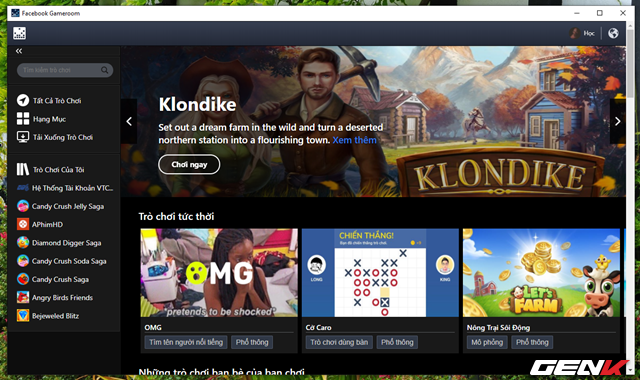 Facebook Gameroom
Học
Tìm kiếm trò chơi
Tất Cả Trò Chơi
Hạng Mục
Tải Xuống Trò Chơi
Trò Chơi Của Tôi
Hệ Thống Tài Khoản VTC...
Candy Crush Jelly Saga
APhimHD
Diamond Digger Saga
Candy Crush Soda Saga
Candy Crush Saga
Angry Birds Friends
Bejeweled Blitz
Klondike
Set out a dream farm in the wild and turn a deserted
northern station into a flourishing town. Xem thêm
Chơi ngay
KLONDIKE
Trò chơi tức thời
OMG
*pretends to be shocked*
CHIẾN THẮNG!
Bạn đã chiến thắng trò chơi
LONG
KING
LET'S
FARM
OMG
Tìm tên người nổi tiếng
Phổ thông
Cờ Caro
Trò chơi dùng bàn
Phổ thông
Nông Trại Sôi Động
Mô phỏng
Phổ thông
Những trò chơi bạn bè của bạn chơi
GENK